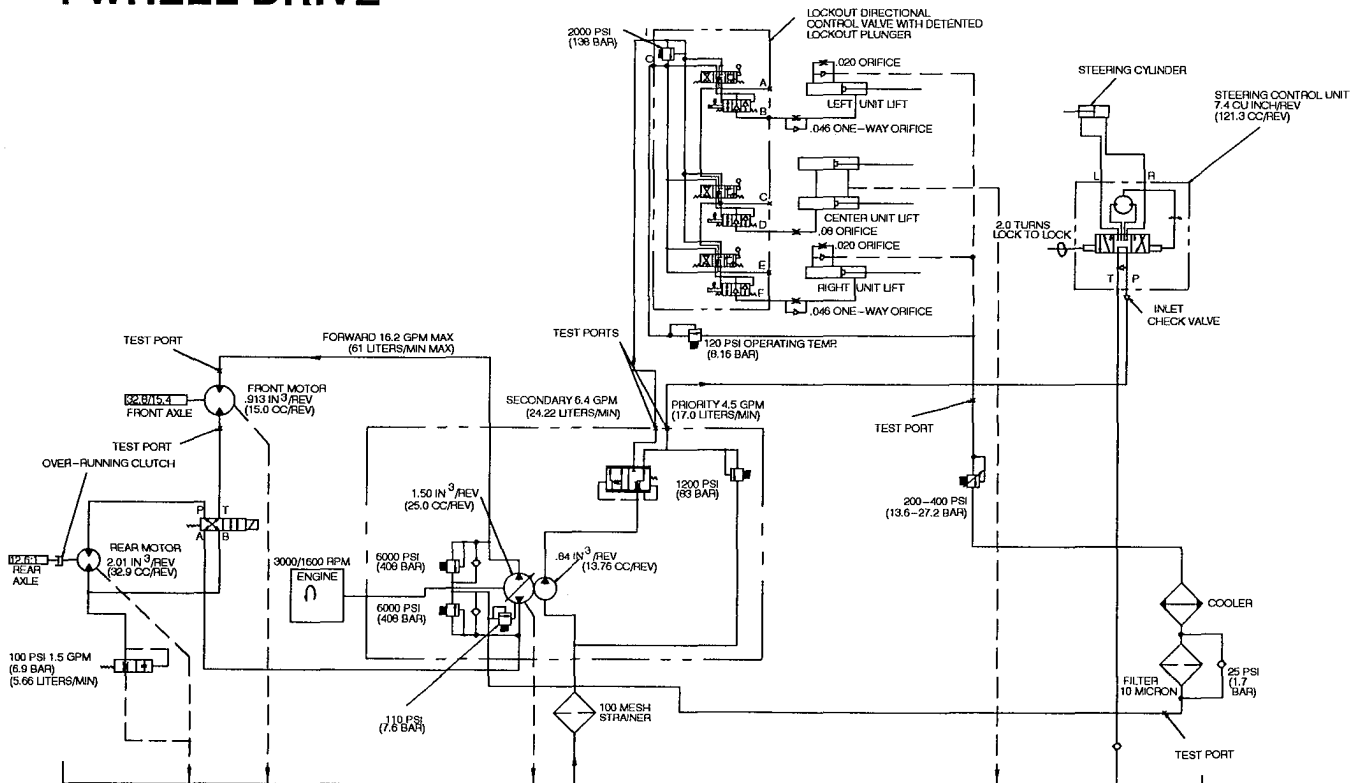 LOCKOUT DIRECTIONAL
CONTROL VALVE WITH DETENTED
LOCKOUT PLUNGER
2000 PSI
(138 BAR)
.020 ORIFICE
A
LEFT UNIT LIFT
B
.046 ONE-WAY ORIFICE
C
CENTER UNIT LIFT
D
.08 ORIFICE
.020 ORIFICE
E
RIGHT UNIT LIFT
F
.046 ONE-WAY ORIFICE
STEERING CYLINDER
STEERING CONTROL UNIT
7.4 CU INCH/REV
(121.3 CC/REV)
L R
2.0 TURNS
LOCK TO LOCK
T P
INLET
CHECK VALVE
120 PSI OPERATING TEMP.
(8.16 BAR)
TEST PORTS
TEST PORT
FORWARD 16.2 GPM MAX
(61 LITERS/MIN MAX)
FRONT MOTOR
.913 IN³/REV
(15.0 CC/REV)
32.8/15.4
FRONT AXLE
TEST PORT
OVER-RUNNING CLUTCH
SECONDARY 6.4 GPM
(24.22 LITERS/MIN)
PRIORITY 4.5 GPM
(17.0 LITERS/MIN)
TEST PORT
1200 PSI
(83 BAR)
200-400 PSI
(13.6-27.2 BAR)
1.50 IN³/REV
(25.0 CC/REV)
.84 IN³/REV
(13.76 CC/REV)
P T
A B
REAR MOTOR
2.01 IN³/REV
(32.9 CC/REV)
12.6:1
REAR
AXLE
3000/1600 RPM
ENGINE
6000 PSI
(408 BAR)
6000 PSI
(408 BAR)
100 PSI 1.5 GPM
(6.9 BAR)
(5.66 LITERS/MIN)
110 PSI
(7.6 BAR)
100 MESH
STRAINER
COOLER
FILTER
10 MICRON
25 PSI
(1.7
BAR)
TEST PORT